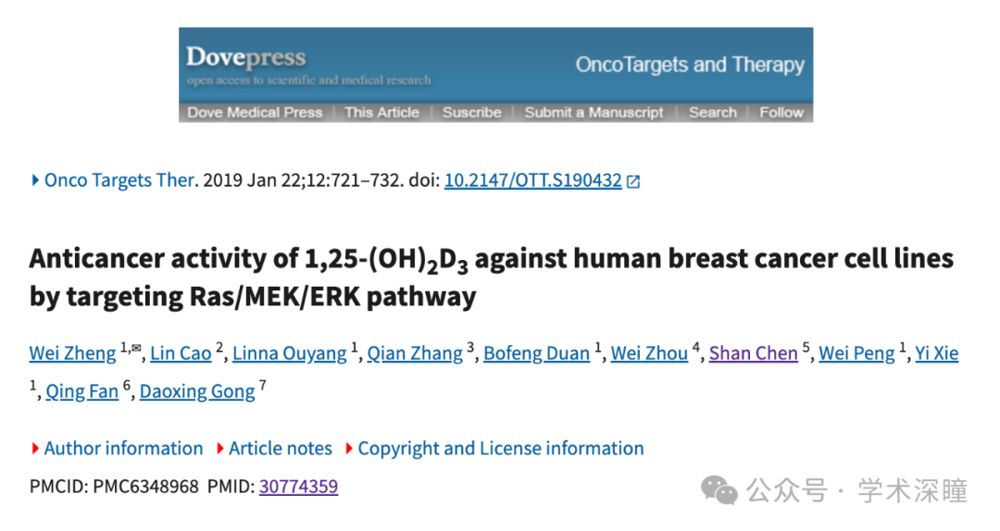 Dovepress
open access to scientific and medical research
OncoTargets and Therapy
Dove Medical Press | This Article | Suscribe | Submit a Manuscript | Search | Follow
Onco Targets Ther. 2019 Jan 22;12:721–732. doi: 10.2147/OTT.S190432
Anticancer activity of 1,25-(OH)₂D₃ against human breast cancer cell lines
by targeting Ras/MEK/ERK pathway
Wei Zheng ¹,✉, Lin Cao ², Linna Ouyang ¹, Qian Zhang ³, Bofeng Duan ¹, Wei Zhou ⁴, Shan Chen ⁵, Wei Peng ¹, Yi Xie
¹, Qing Fan ⁶, Daoxing Gong ⁷
Author information Article notes Copyright and License information
PMCID: PMC6348968 PMID: 30774359
公众号 · 学术深瞳